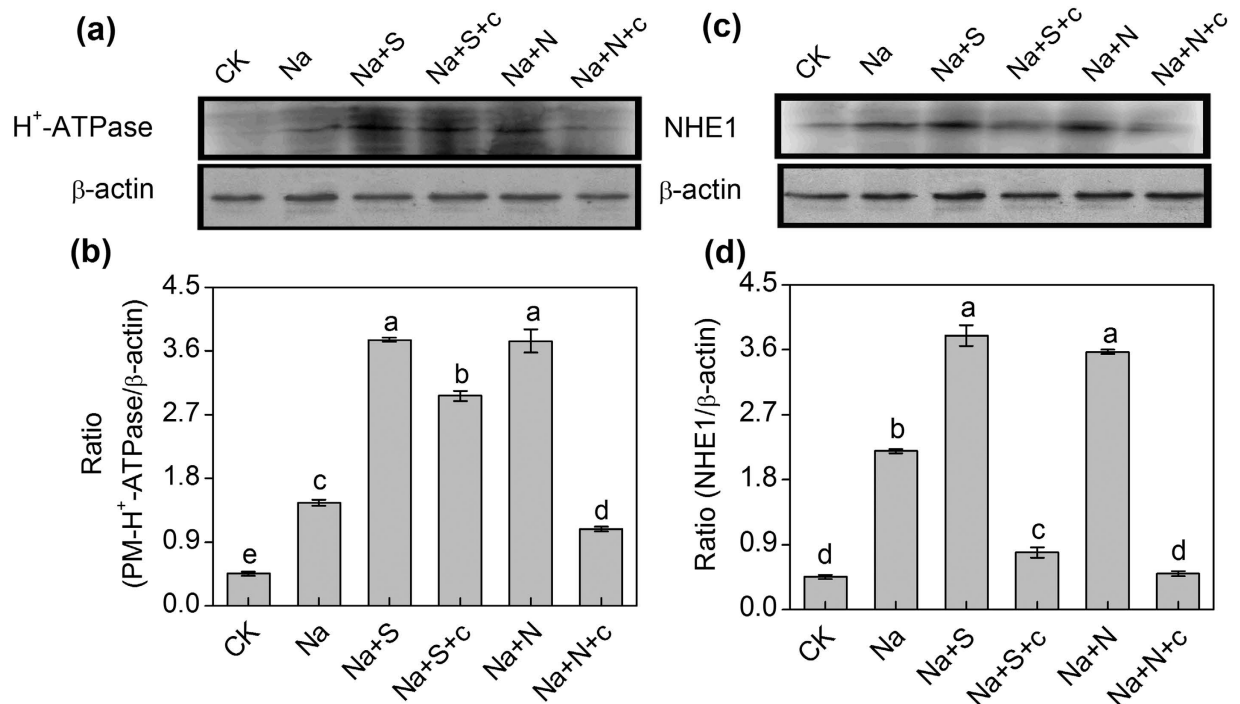 (a)
CK Na Na+S Na+S+c Na+N Na+N+c
H⁺-ATPase
β-actin
(c)
CK Na Na+S Na+S+c Na+N Na+N+c
NHE1
β-actin
(b)
Ratio
(PM-H⁺-ATPase/β-actin)
4.5
3.6
2.7
1.8
0.9
0.0
e c a b a d
CK Na Na+S Na+S+c Na+N Na+N+c
(d)
Ratio (NHE1/β-actin)
4.5
3.6
2.7
1.8
0.9
0.0
d b a c a d
CK Na Na+S Na+S+c Na+N Na+N+c